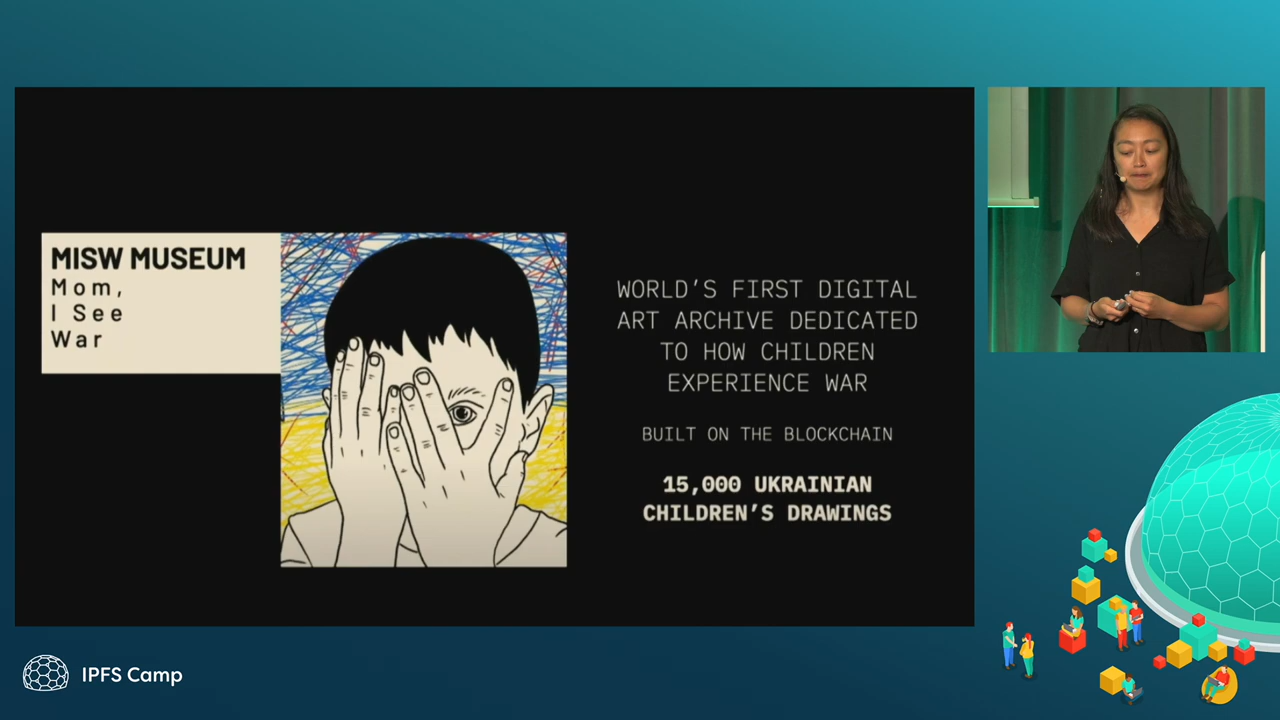 MISW MUSEUM
Mom,
I See
War
WORLD'S FIRST DIGITAL
ART ARCHIVE DEDICATED
TO HOW CHILDREN
EXPERIENCE WAR
BUILT ON THE BLOCKCHAIN
15,000 UKRAINIAN
CHILDREN'S DRAWINGS
IPFS Camp